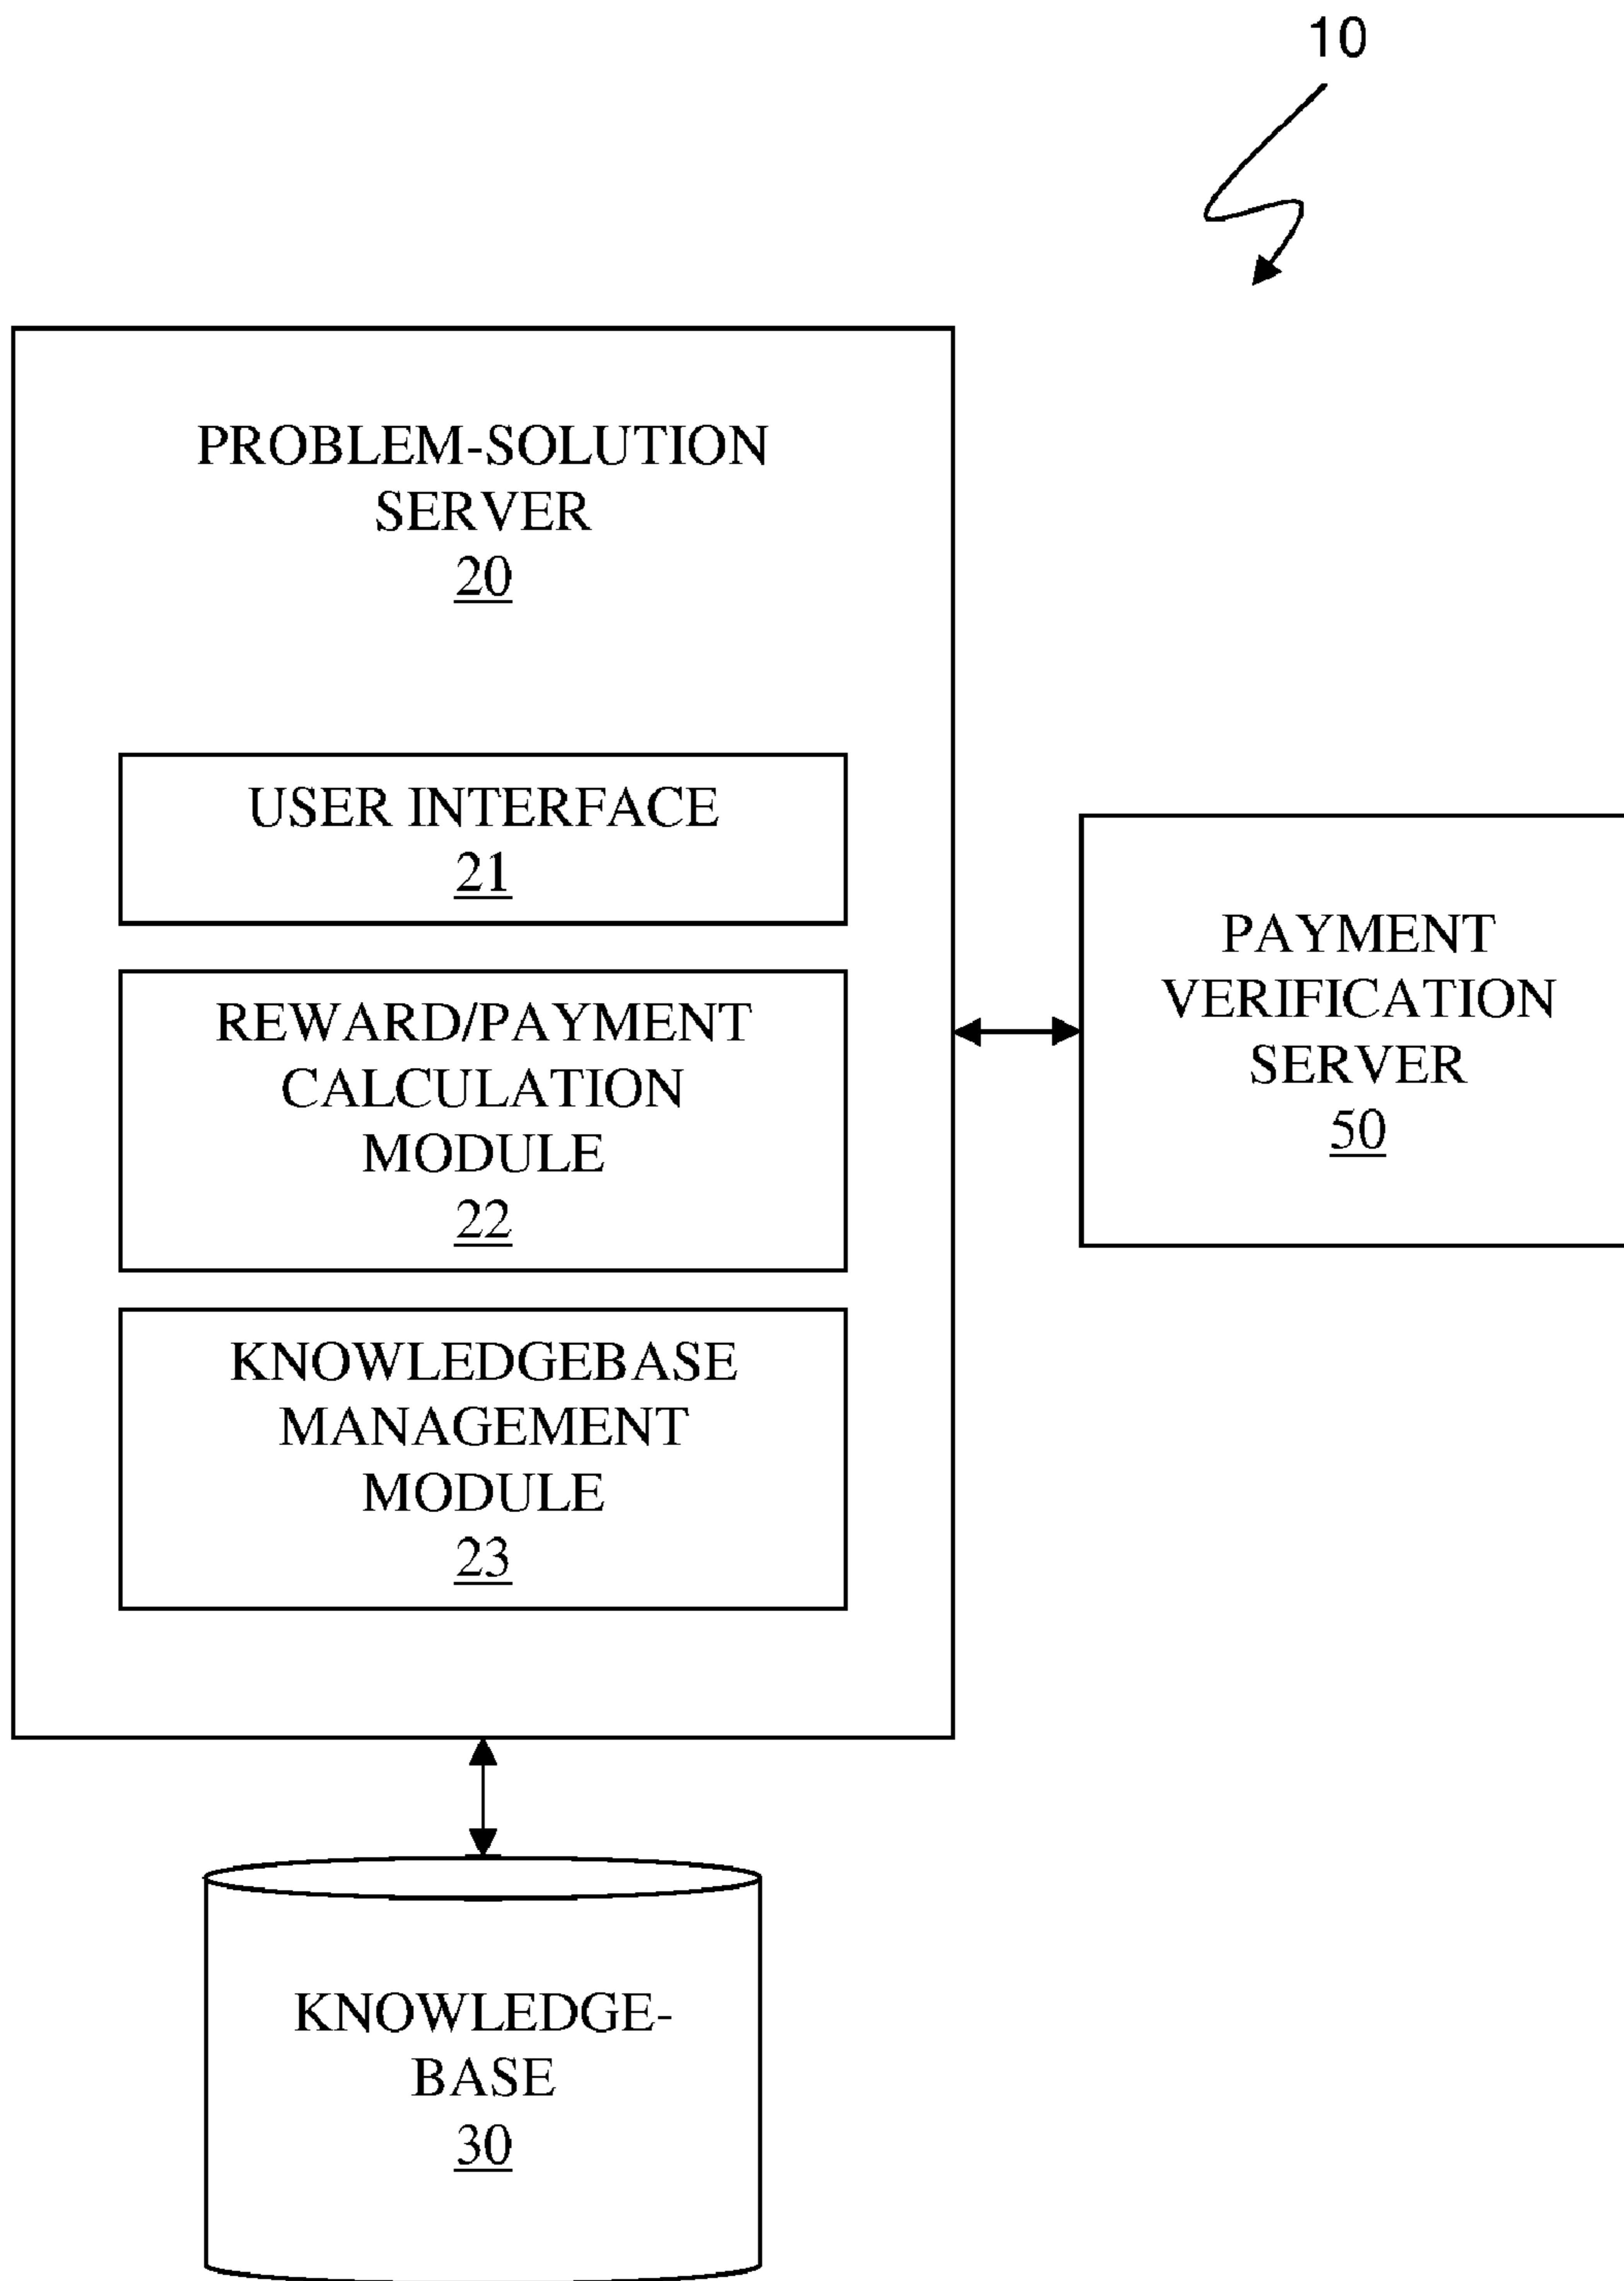 10
PROBLEM-SOLUTION
SERVER
20
USER INTERFACE
21
REWARD/PAYMENT
CALCULATION
MODULE
22
KNOWLEDGEBASE
MANAGEMENT
MODULE
23
PAYMENT
VERIFICATION
SERVER
50
KNOWLEDGE-
BASE
30